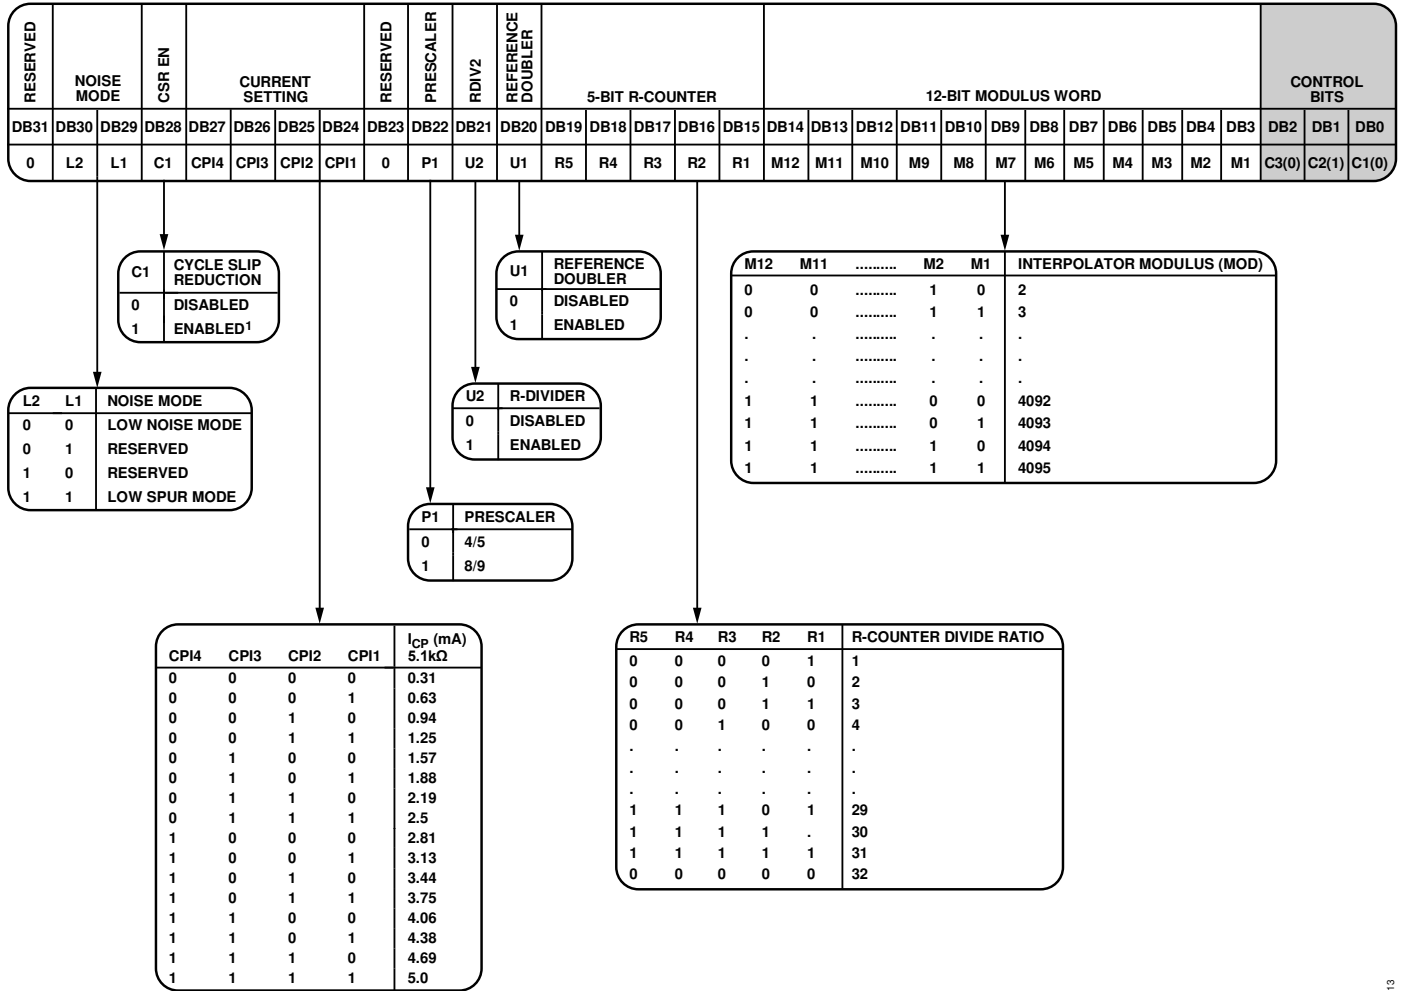 RESERVED
NOISE MODE
CSR EN
CURRENT SETTING
RESERVED
PRESCALER
RDIV2
REFERENCE DOUBLER
5-BIT R-COUNTER
12-BIT MODULUS WORD
CONTROL BITS
DB31 DB30 DB29 DB28 DB27 DB26 DB25 DB24 DB23 DB22 DB21 DB20 DB19 DB18 DB17 DB16 DB15 DB14 DB13 DB12 DB11 DB10 DB9 DB8 DB7 DB6 DB5 DB4 DB3 DB2 DB1 DB0
0 L2 L1 C1 CPI4 CPI3 CPI2 CPI1 0 P1 U2 U1 R5 R4 R3 R2 R1 M12 M11 M10 M9 M8 M7 M6 M5 M4 M3 M2 M1 C3(0) C2(1) C1(0)
C1 CYCLE SLIP REDUCTION
0 DISABLED
1 ENABLED1
U1 REFERENCE DOUBLER
0 DISABLED
1 ENABLED
M12 M11 .......... M2 M1 INTERPOLATOR MODULUS (MOD)
0 0 .......... 1 0 2
0 0 .......... 1 1 3
. . .......... . . .
. . .......... . . .
. . .......... . . .
1 1 .......... 0 0 4092
1 1 .......... 0 1 4093
1 1 .......... 1 0 4094
1 1 .......... 1 1 4095
L2 L1 NOISE MODE
0 0 LOW NOISE MODE
0 1 RESERVED
1 0 RESERVED
1 1 LOW SPUR MODE
U2 R-DIVIDER
0 DISABLED
1 ENABLED
P1 PRESCALER
0 4/5
1 8/9
CPI4 CPI3 CPI2 CPI1 ICP (mA) 5.1kΩ
0 0 0 0 0.31
0 0 0 1 0.63
0 0 1 0 0.94
0 0 1 1 1.25
0 1 0 0 1.57
0 1 0 1 1.88
0 1 1 0 2.19
0 1 1 1 2.5
1 0 0 0 2.81
1 0 0 1 3.13
1 0 1 0 3.44
1 0 1 1 3.75
1 1 0 0 4.06
1 1 0 1 4.38
1 1 1 0 4.69
1 1 1 1 5.0
R5 R4 R3 R2 R1 R-COUNTER DIVIDE RATIO
0 0 0 0 1 1
0 0 0 1 0 2
0 0 0 1 1 3
0 0 1 0 0 4
. . . . . .
. . . . . .
. . . . . .
1 1 1 0 1 29
1 1 1 1 . 30
1 1 1 1 1 31
0 0 0 0 0 32
13